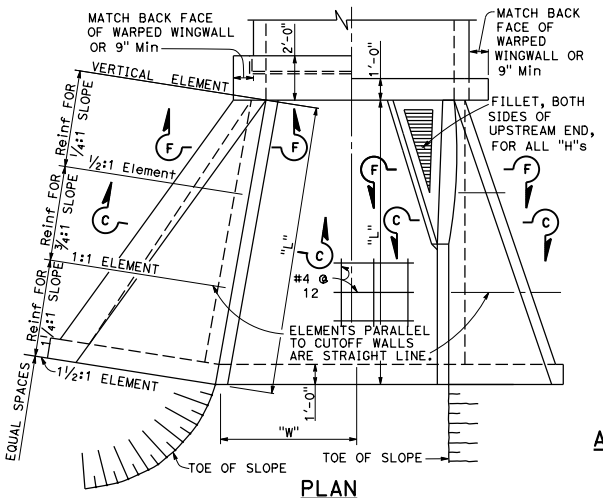 MATCH BACK FACE
OF WARPED WINGWALL
OR 9" Min
2'-0"
1'-0"
MATCH BACK
FACE OF
WARPED
WINGWALL OR
9" Min
VERTICAL ELEMENT
Reinf FOR
1/4:1 SLOPE
FILLET, BOTH
SIDES OF
UPSTREAM END,
FOR ALL "H"s
F
F
F
F
1/2:1 Element
Reinf FOR
3/4:1 SLOPE
C
C
C
C
"L"
"L"
1:1 ELEMENT
#4 @
12
Reinf FOR
1 1/4:1 SLOPE
ELEMENTS PARALLEL
TO CUTOFF WALLS
ARE STRAIGHT LINE.
1 1/2:1 ELEMENT
EQUAL SPACES
1'-0"
"W"
TOE OF SLOPE
TOE OF SLOPE
A
PLAN